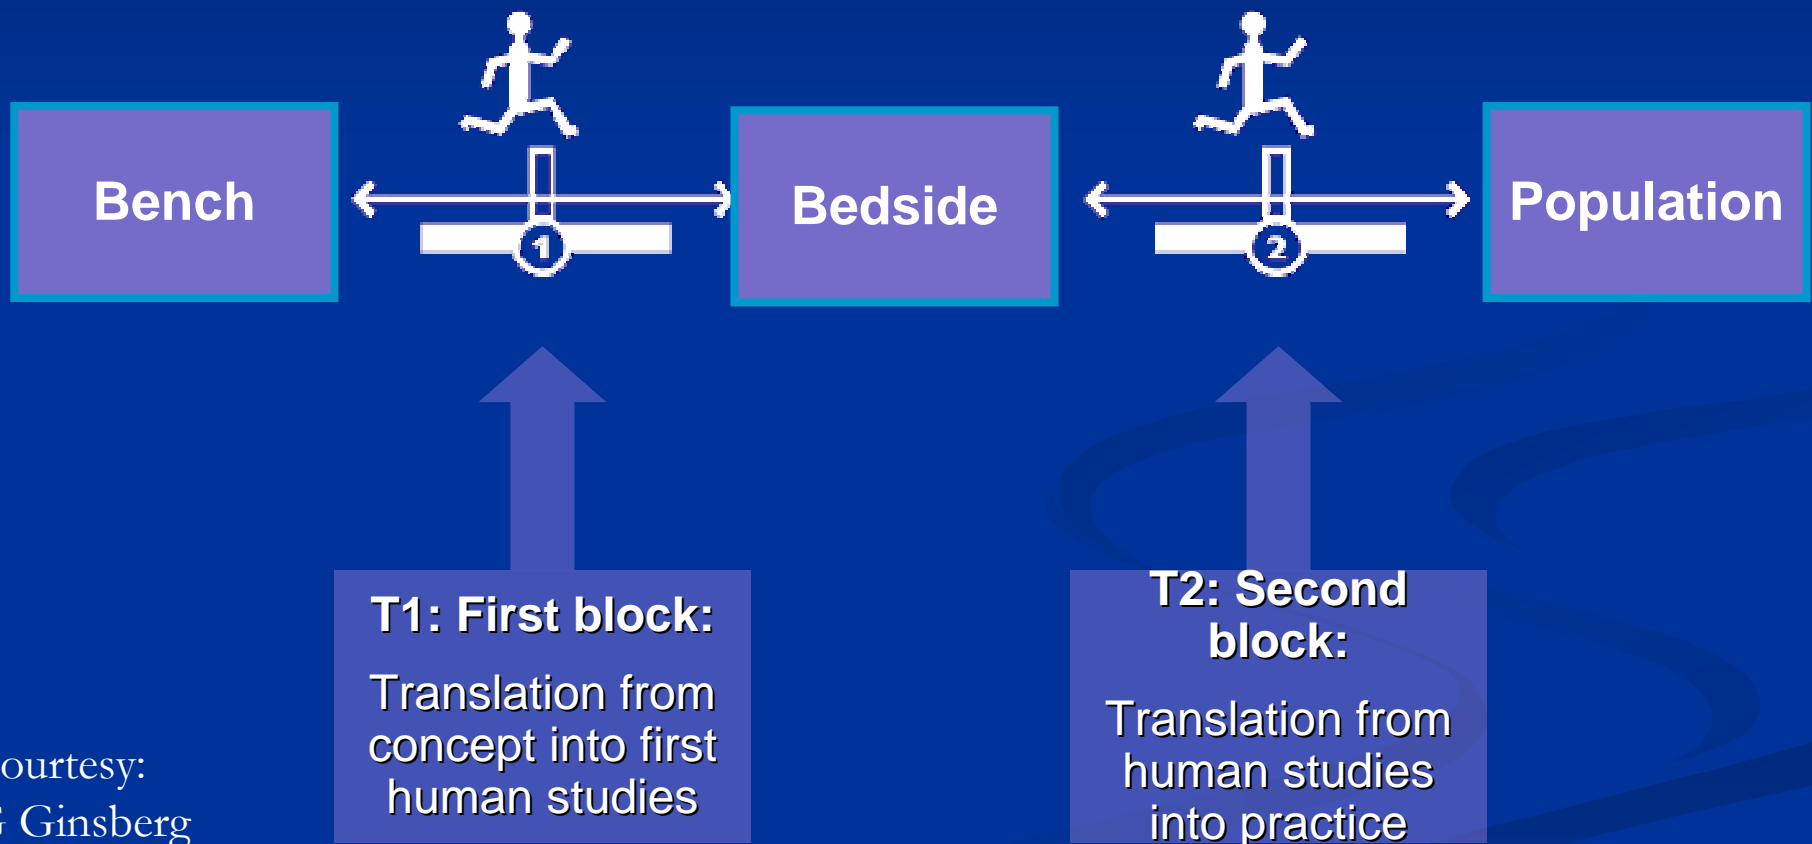 Bench
1
Bedside
2
Population
T1: First block:
Translation from
concept into first
human studies
T2: Second
block:
Translation from
human studies
into practice
ourtesy:
Ginsberg